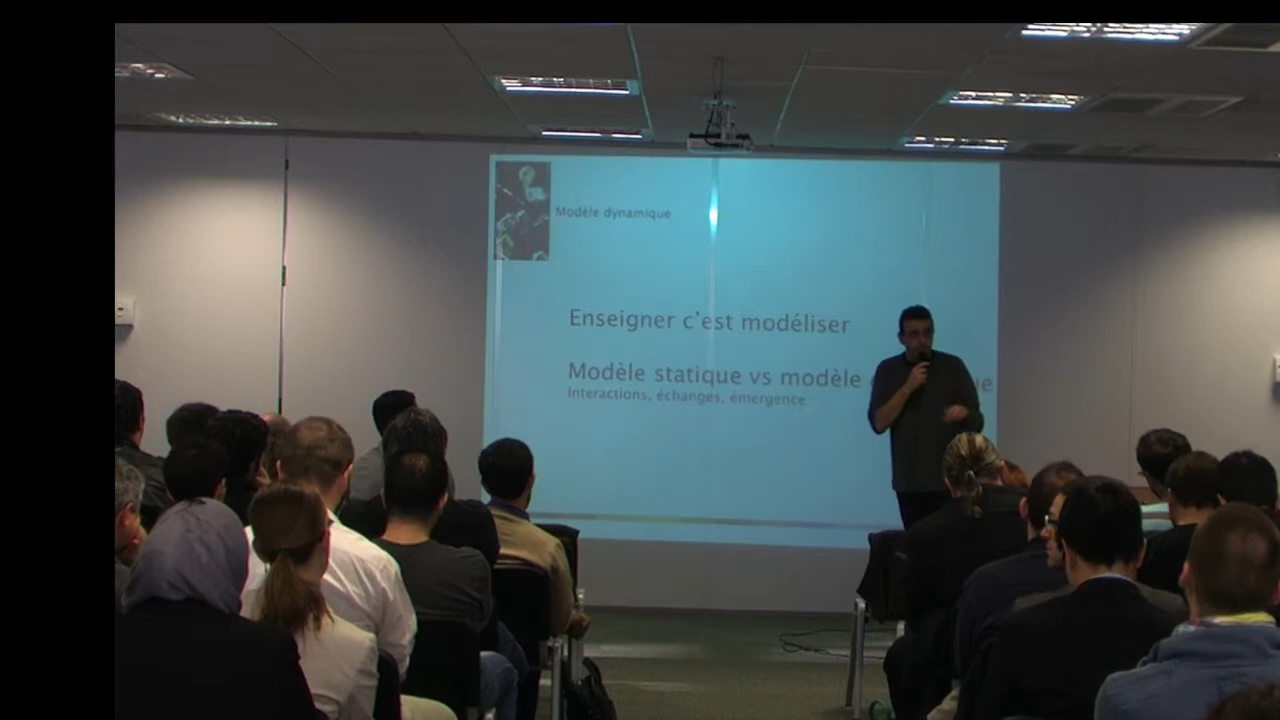 Modèle dynamique
Enseigner c'est modéliser
Modèle statique vs modèle
Interactions, échanges, émergence